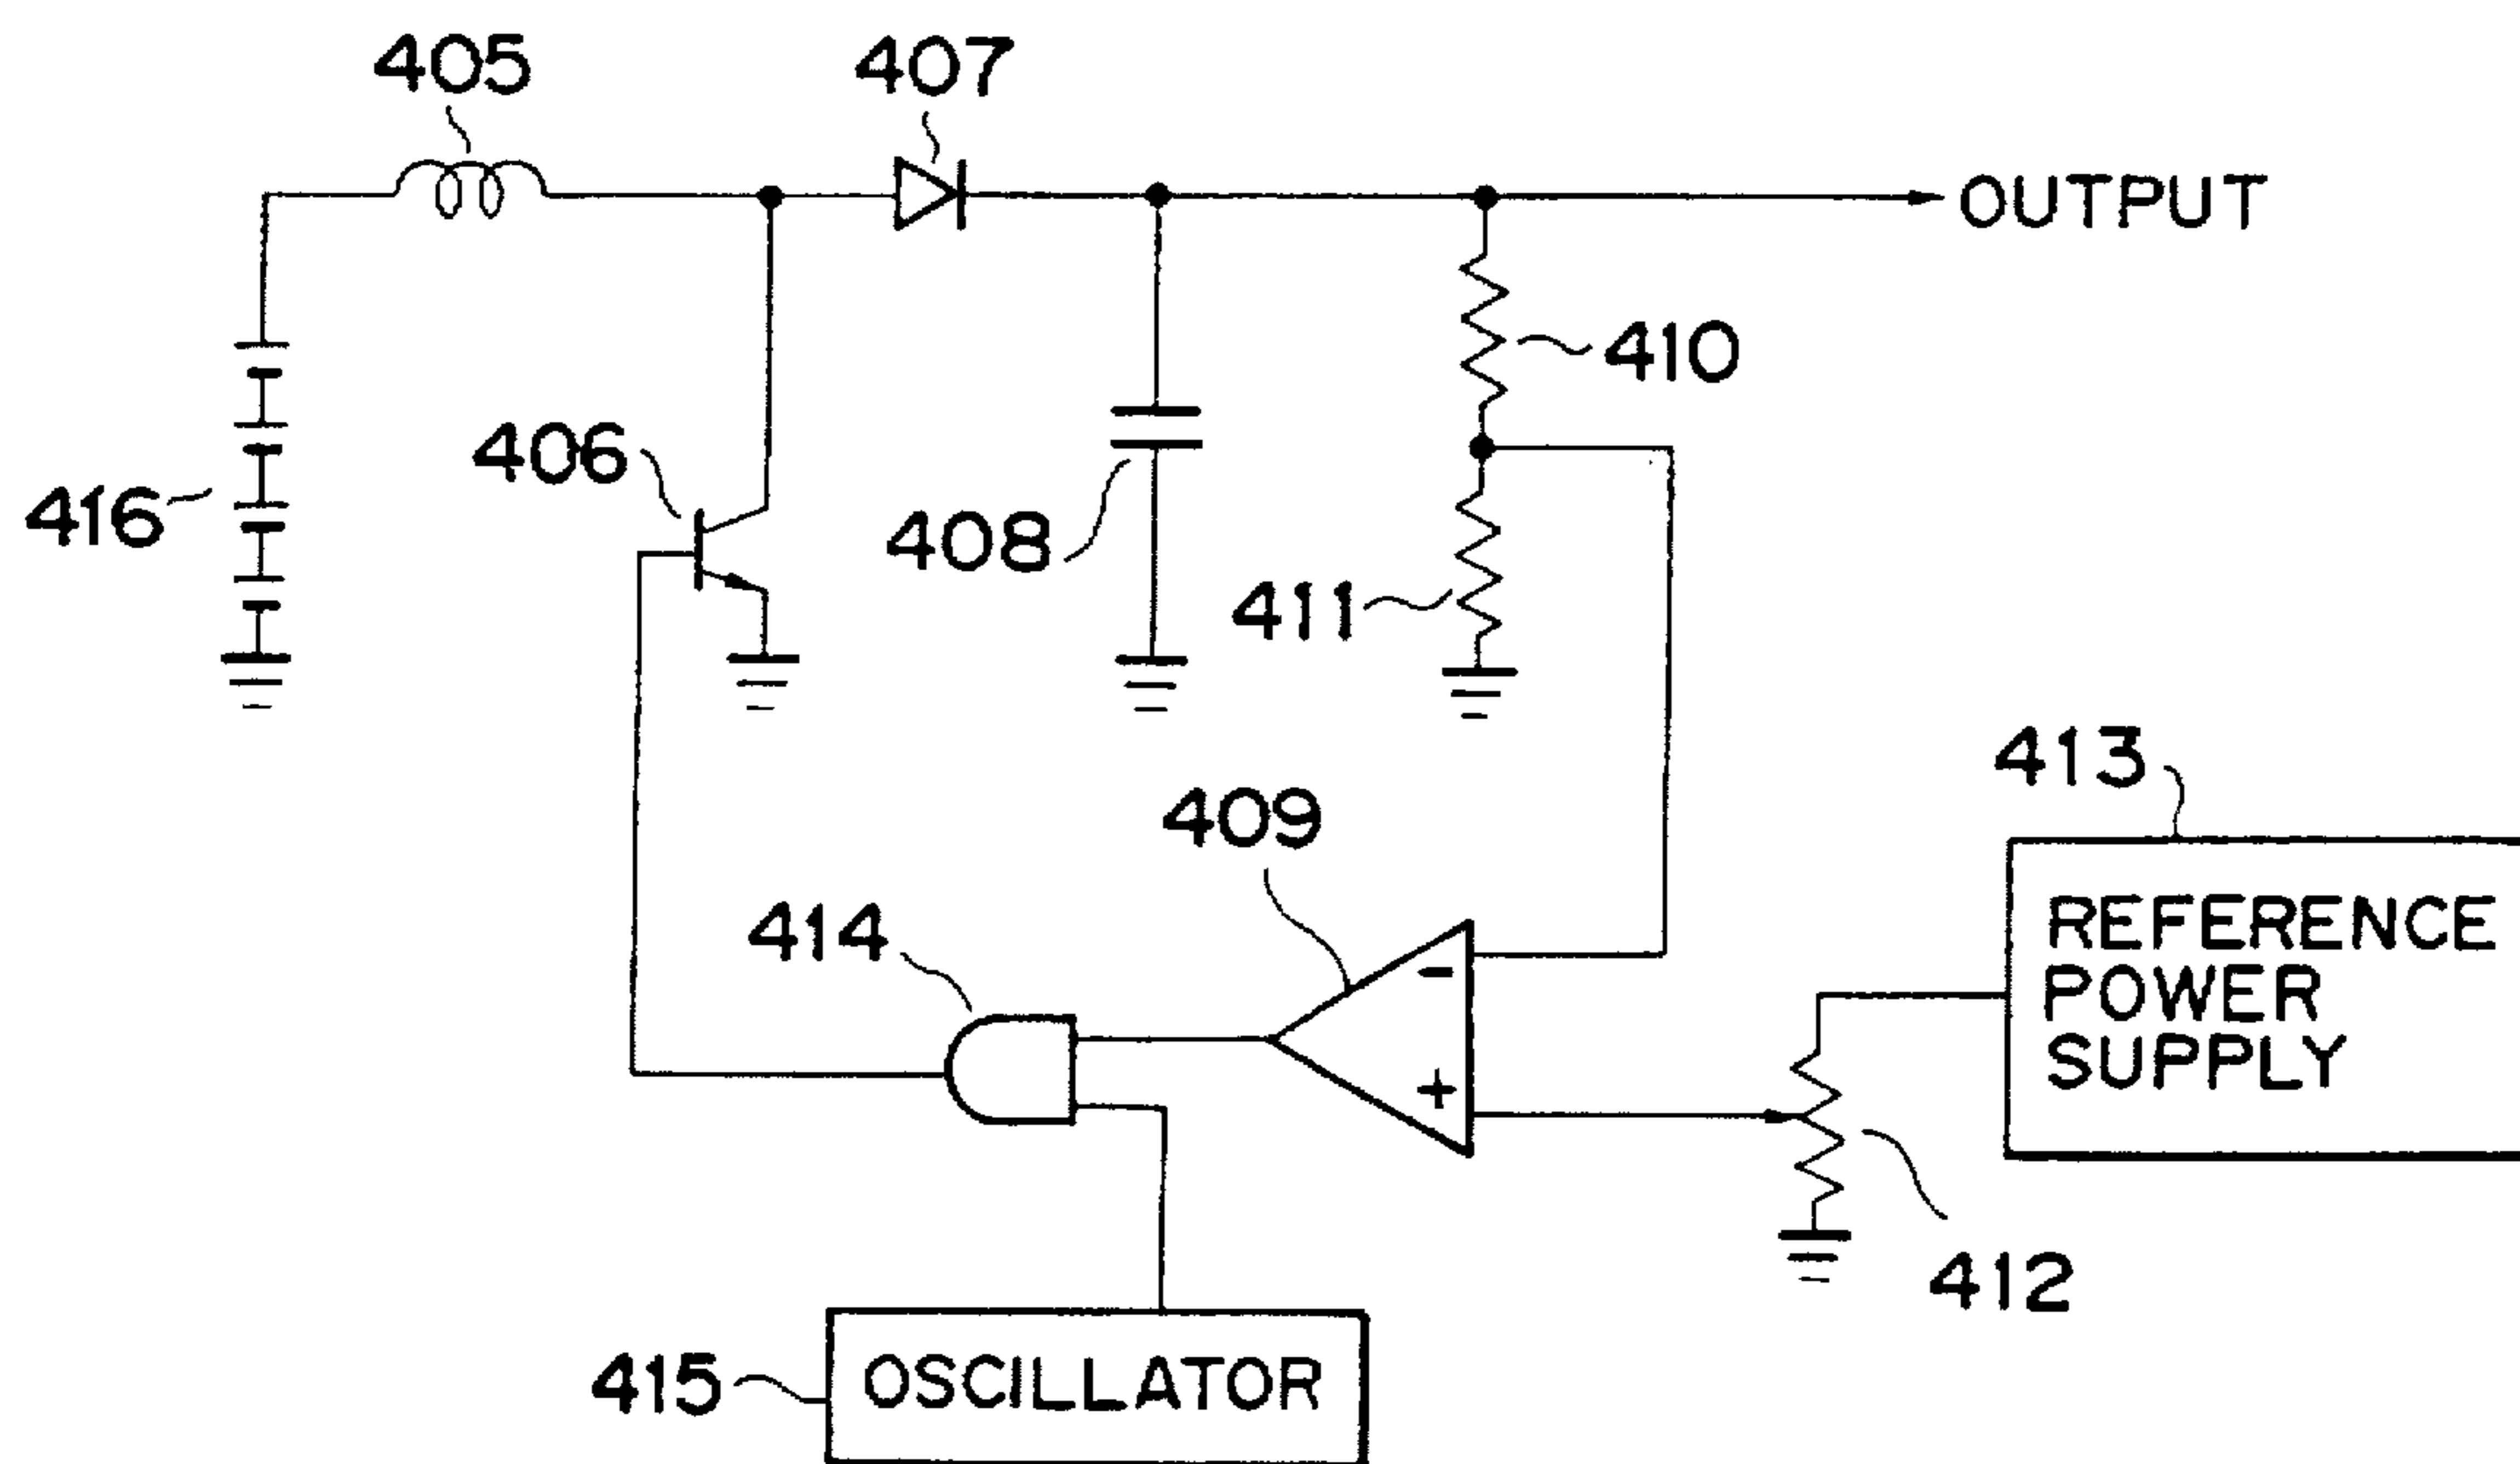 405
407
OUTPUT
410
406
416
408
411
413
409
REFERENCE
POWER
SUPPLY
414
412
415
OSCILLATOR
-
+